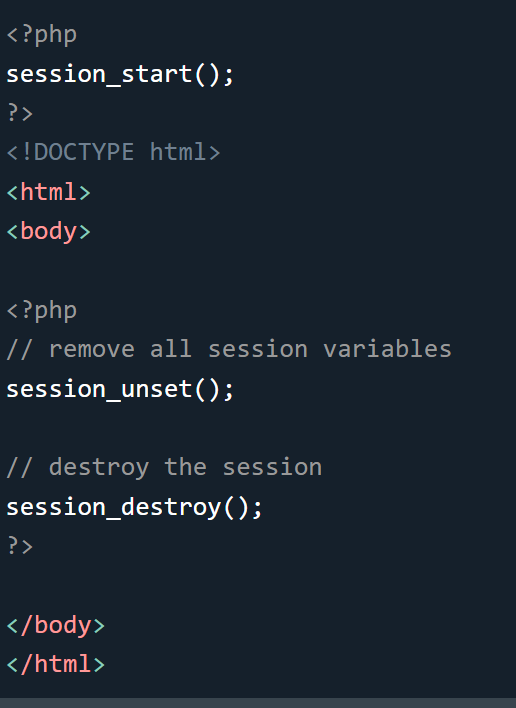 <?php
session_start();
?>
<!DOCTYPE html>
<html>
<body>
<?php
// remove all session variables
session_unset();
// destroy the session
session_destroy();
?>
</body>
</html>